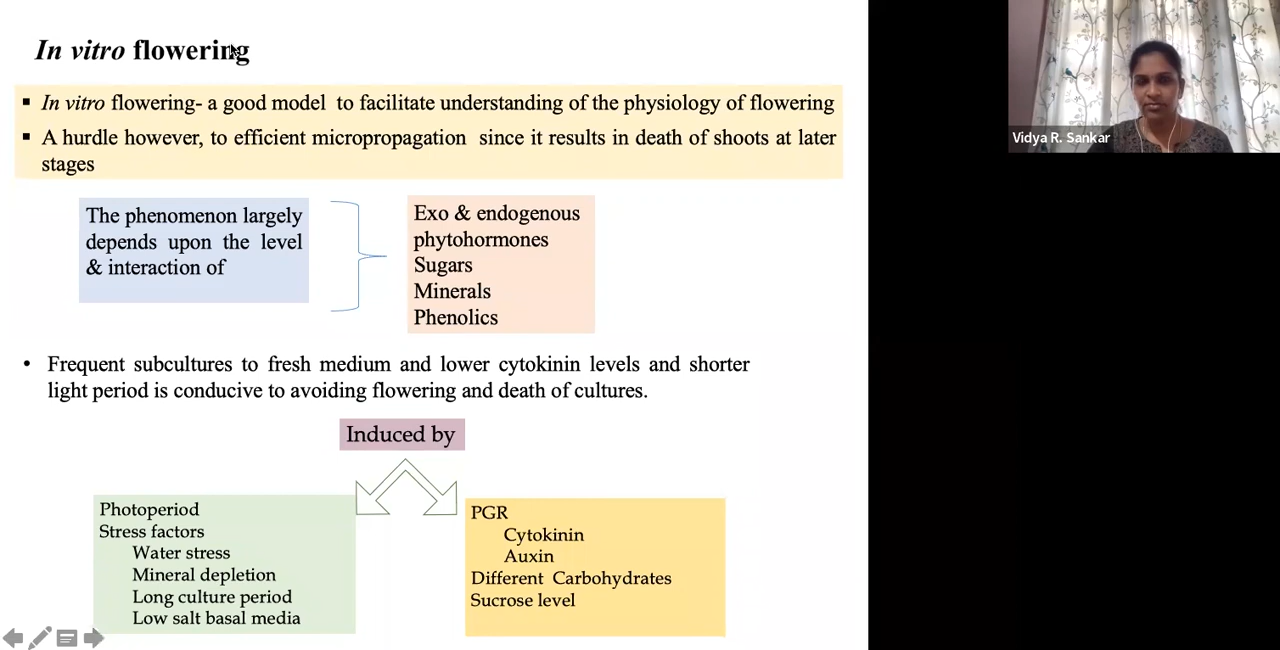 In vitro flowering
▪ In vitro flowering- a good model to facilitate understanding of the physiology of flowering
▪ A hurdle however, to efficient micropropagation since it results in death of shoots at later
stages
Vidya R. Sankar
The phenomenon largely
depends upon the level
& interaction of
Exo & endogenous
phytohormones
Sugars
Minerals
Phenolics
• Frequent subcultures to fresh medium and lower cytokinin levels and shorter
light period is conducive to avoiding flowering and death of cultures.
Induced by
Photoperiod
Stress factors
Water stress
Mineral depletion
Long culture period
Low salt basal media
PGR
Cytokinin
Auxin
Different Carbohydrates
Sucrose level